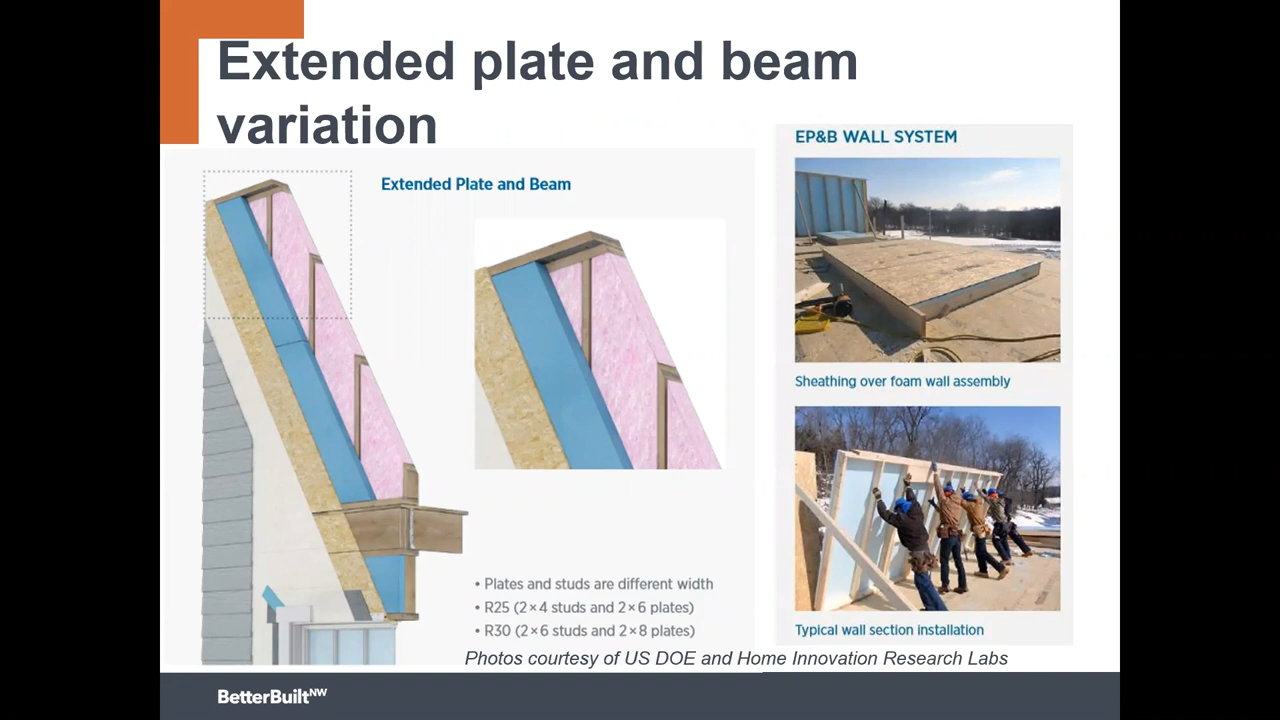 Extended plate and beam
variation
Extended Plate and Beam
• Plates and studs are different width
• R25 (2×4 studs and 2×6 plates)
• R30 (2×6 studs and 2×8 plates)
EP&B WALL SYSTEM
Sheathing over foam wall assembly
Typical wall section installation
Photos courtesy of US DOE and Home Innovation Research Labs
BetterBuiltNW